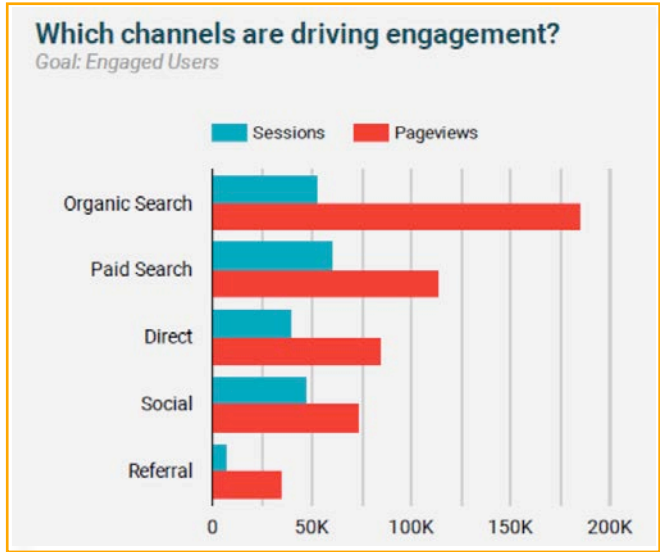 Which channels are driving engagement?
Goal: Engaged Users
Sessions Pageviews
Organic Search
Paid Search
Direct
Social
Referral
0 50K 100K 150K 200K